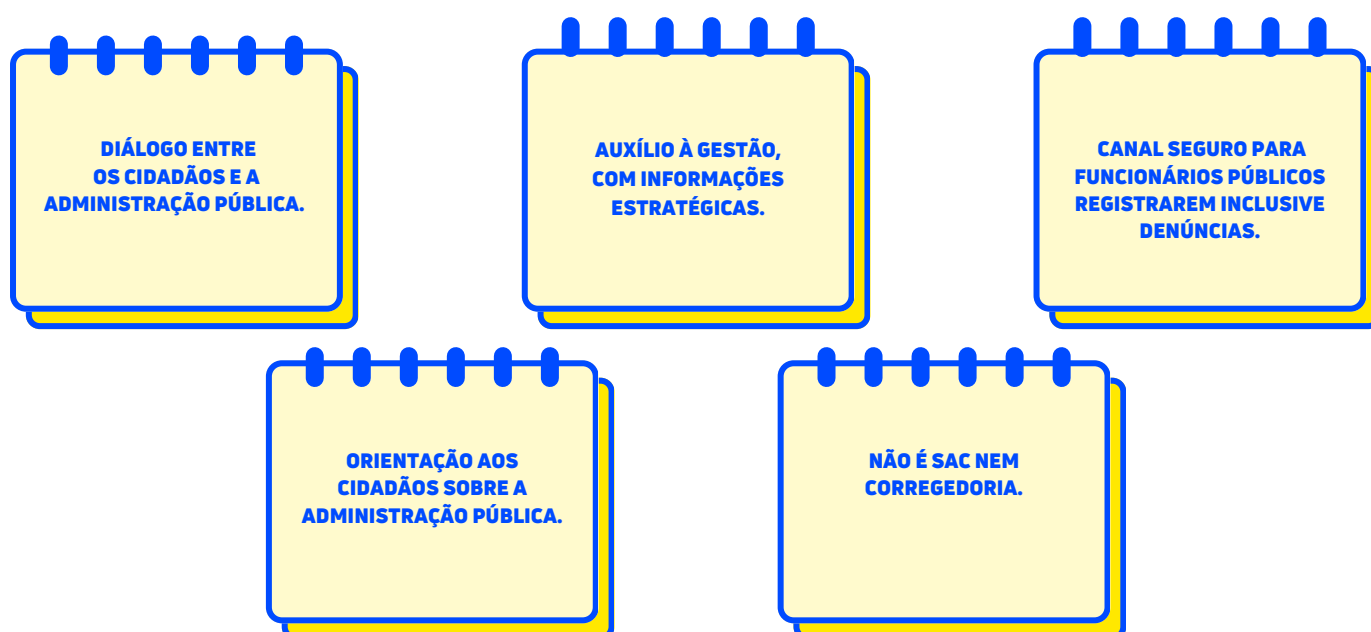 DIÁLOGO ENTRE
OS CIDADÃOS E A
ADMINISTRAÇÃO PÚBLICA.
AUXÍLIO À GESTÃO,
COM INFORMAÇÕES
ESTRATÉGICAS.
CANAL SEGURO PARA
FUNCIONÁRIOS PÚBLICOS
REGISTRAREM INCLUSIVE
DENÚNCIAS.
ORIENTAÇÃO AOS
CIDADÃOS SOBRE A
ADMINISTRAÇÃO PÚBLICA.
NÃO É SAC NEM
CORREGEDORIA.